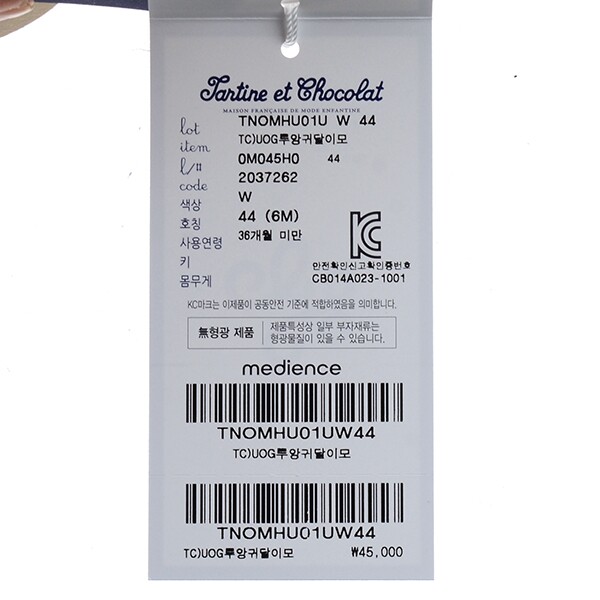 Tartine et Chocolat
MAISON FRANÇAISE DE MODE ENFANTINE
lot TNOMHU01U W 44
item TC)UOG투앙귀달이모
l/# OM045H0 44
code 2037262
색상 W
호칭 44 (6M)
사용연령 36개월 미만
키
몸무게
안전확인신고확인증번호
CB014A023-1001
KC마크는 이제품이 공통안전 기준에 적합하였음을 의미합니다.
無형광 제품
제품특성상 일부 부자재류는
형광물질이 있을 수 있습니다.
medience
TNOMHU01UW44
TC)UOG투앙귀달이모
TNOMHU01UW44
TC)UOG투앙귀달이모 ₩45,000